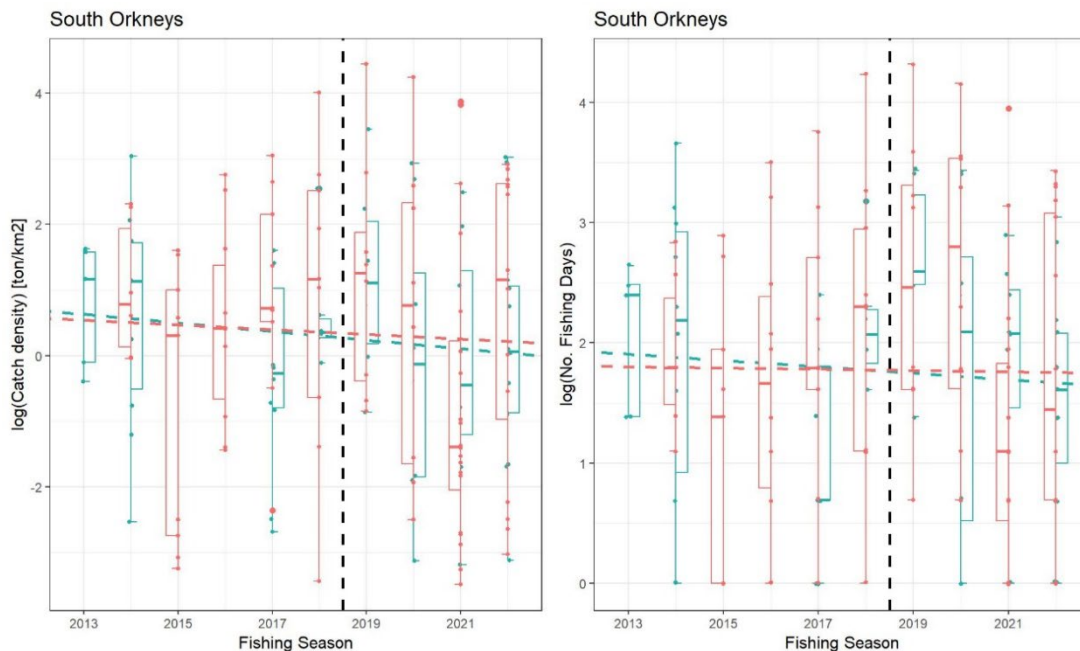 South Orkneys
log(Catch density) [ton/km2]
4
2
0
-2
2013 2015 2017 2019 2021
Fishing Season
South Orkneys
log(No. Fishing Days)
4
3
2
1
0
2013 2015 2017 2019 2021
Fishing Season